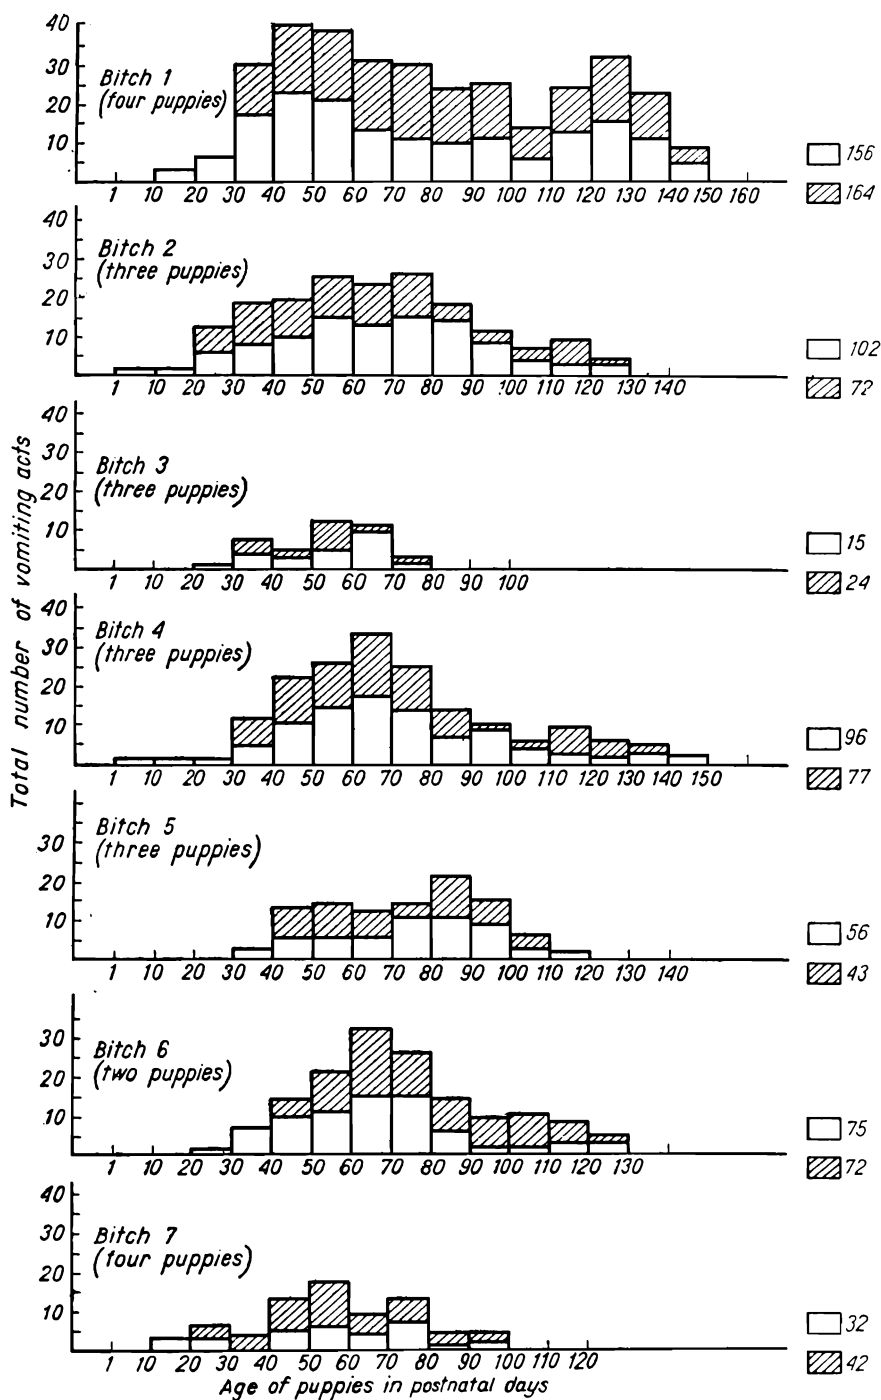 Total number of vomiting acts
40
30
20
10
Bitch 1
(four puppies)
1 10 20 30 40 50 60 70 80 90 100 110 120 130 140 150 160
156
164
40
30
20
10
Bitch 2
(three puppies)
1 10 20 30 40 50 60 70 80 90 100 110 120 130 140
102
72
40
30
20
10
Bitch 3
(three puppies)
1 10 20 30 40 50 60 70 80 90 100
15
24
40
30
20
10
Bitch 4
(three puppies)
1 10 20 30 40 50 60 70 80 90 100 110 120 130 140 150
96
77
30
20
10
Bitch 5
(three puppies)
1 10 20 30 40 50 60 70 80 90 100 110 120 130 140
56
43
30
20
10
Bitch 6
(two puppies)
1 10 20 30 40 50 60 70 80 90 100 110 130
75
72
40
30
20
10
Bitch 7
(four puppies)
1 10 20 30 40 50 60 70 80 90 100 110 120
32
42
Age of puppies in postnatal days